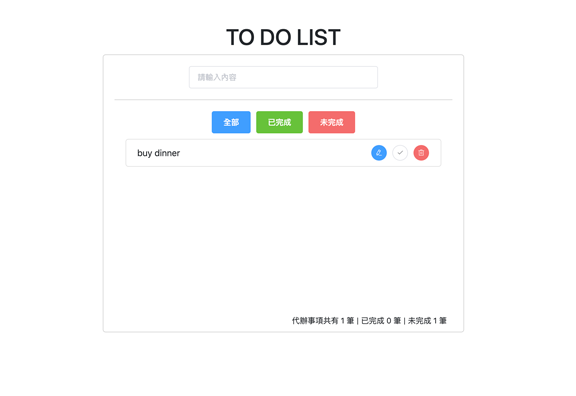 TO DO LIST
請輸入內容
全部 已完成 未完成
buy dinner
代辦事項共有 1 筆 | 已完成 0 筆 | 未完成 1 筆